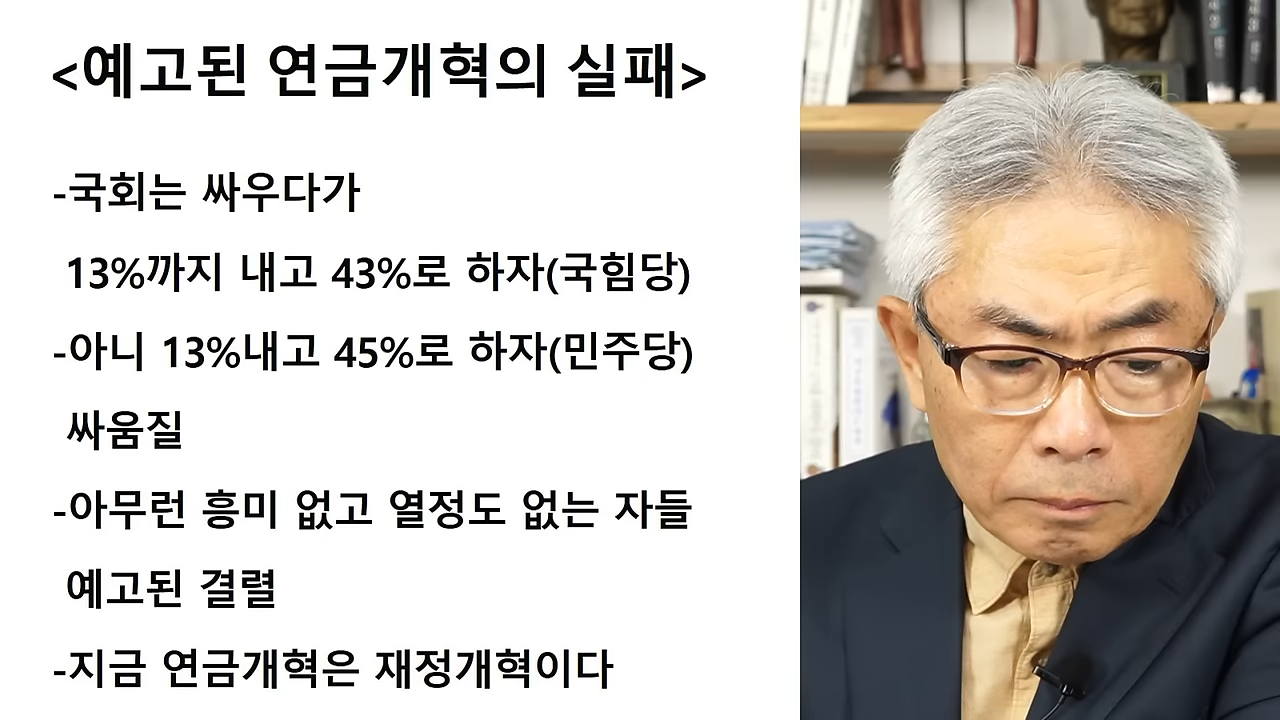 <예고된 연금개혁의 실패>
-국회는 싸우다가
13%까지 내고 43%로 하자(국힘당)
-아니 13%내고 45%로 하자(민주당)
싸움질
-아무런 흥미 없고 열정도 없는 자들
예고된 결렬
-지금 연금개혁은 재정개혁이다